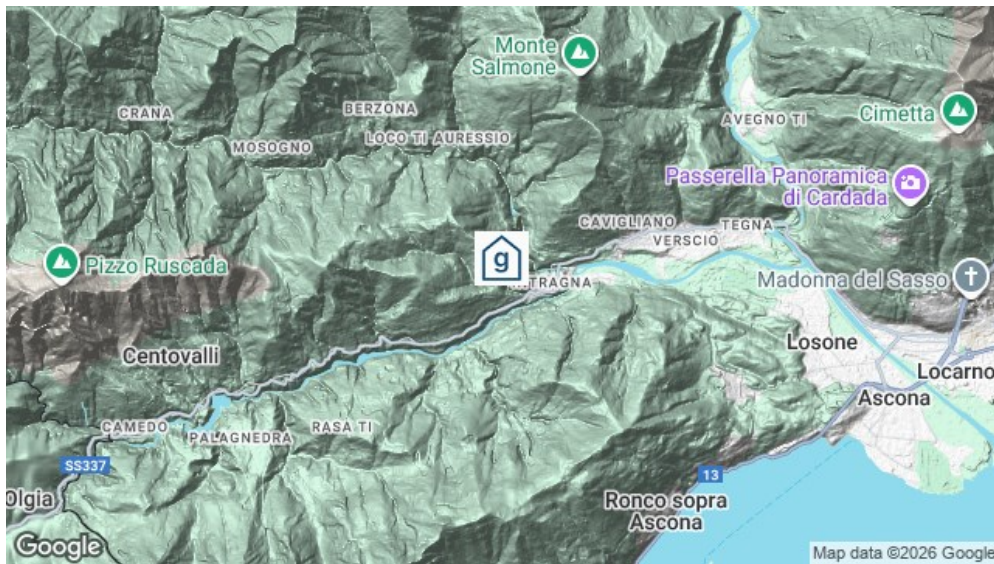 Monte
Salmone
CRANA
BERZONA
Cimetta
AVEGNO TI
LOCO TI AURESSIO
MOSOGNO
Passerella Panoramica
di Cardada
CAVIGLIANO
TEGNA
VERSCIO
g
Pizzo Ruscada
INTRAGNA
Madonna del Sasso
Centovalli
Losone
Locarno
Ascona
CAMEDO
PALAGNEDRA
RASA TI
SS337
13
Olgia
Ronco sopra
Ascona
Google
Map data ©2026 Google